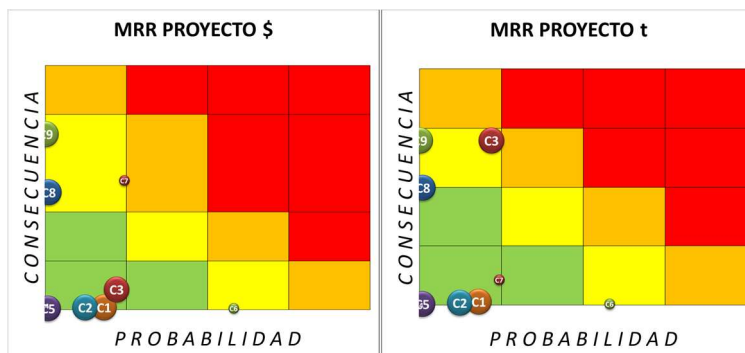 MRR PROYECTO $
CONSECUENCIA
C9
C7
C8
C3
C5
C2
C1
C6
PROBABILIDAD
MRR PROYECTO t
CONSECUENCIA
C9
C3
C8
C7
C5
C2
C1
C6
PROBABILIDAD